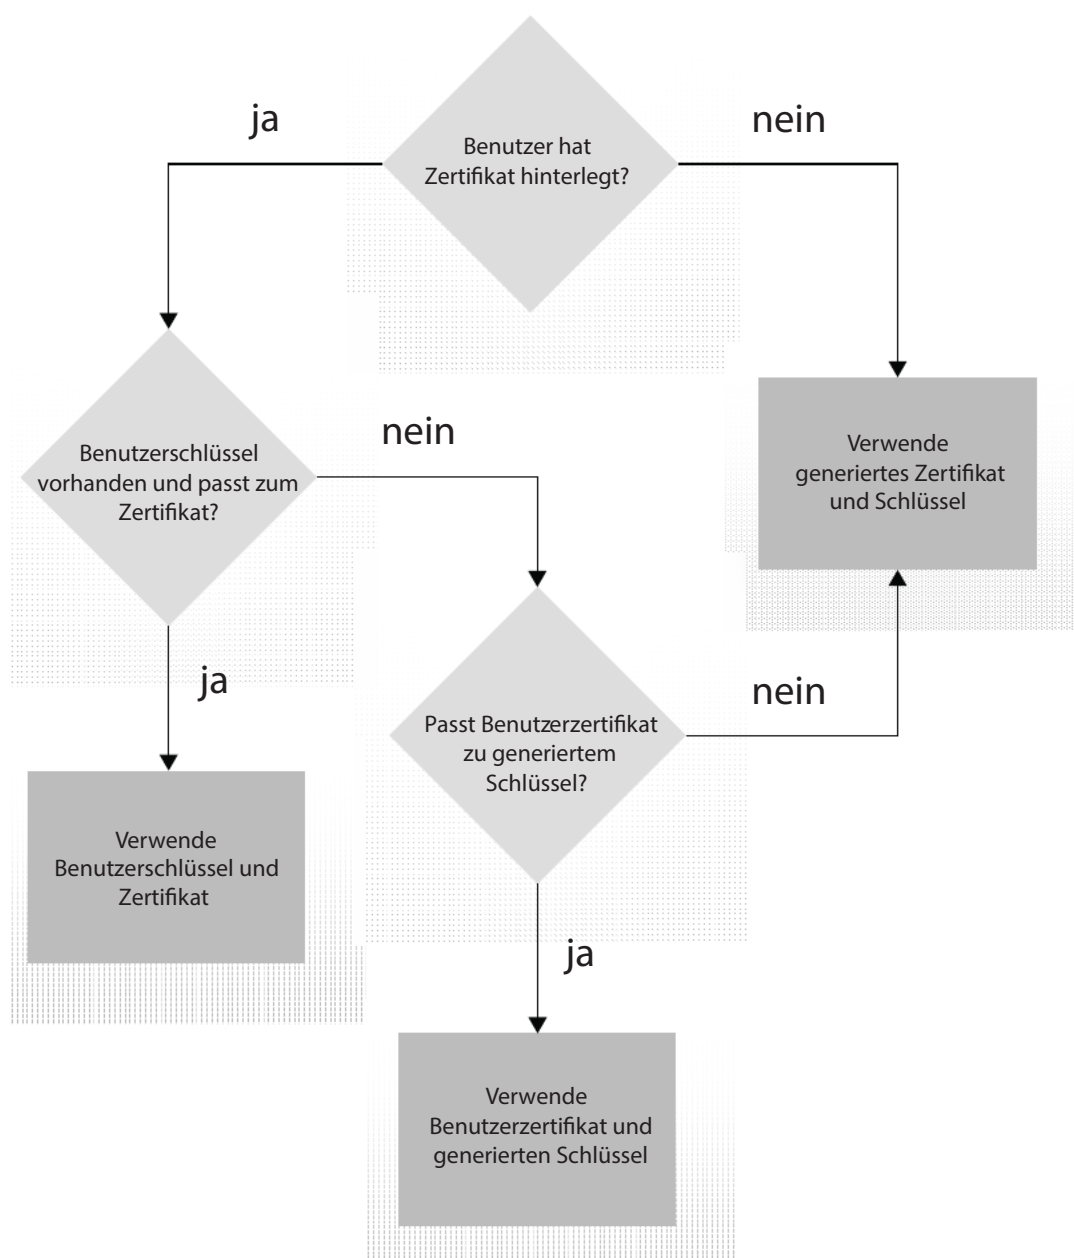 ja
nein
Benutzer hat
Zertifikat hinterlegt?
nein
Benutzerschlüssel
vorhanden und passt zum
Zertifikat?
Verwende
generiertes Zertifikat
und Schlüssel
ja
nein
Passt Benutzerzertifikat
zu generiertem
Schlüssel?
Verwende
Benutzerschlüssel und
Zertifikat
ja
Verwende
Benutzerzertifikat und
generierten Schlüssel